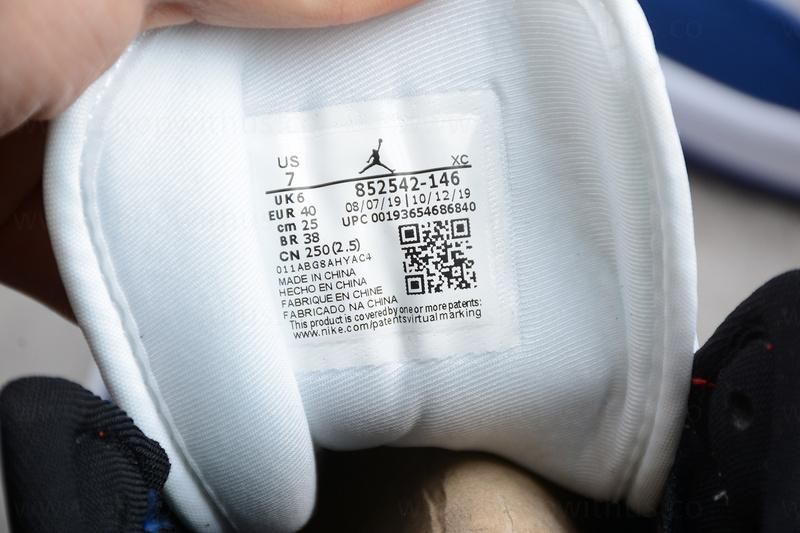 US
7
XC
UK 6
EUR 40
cm 25
BR 38
CN 250 (2.5)
852542-146
08/07/19 | 10/12/19
UPC 00193654686840
011ABG8AHYAC4
MADE IN CHINA
HECHO EN CHINA
FABRIQUE EN CHINE
FABRICADO NA CHINA
This product is covered by one or more patents:
www.nike.com/patentsvirtualmarking